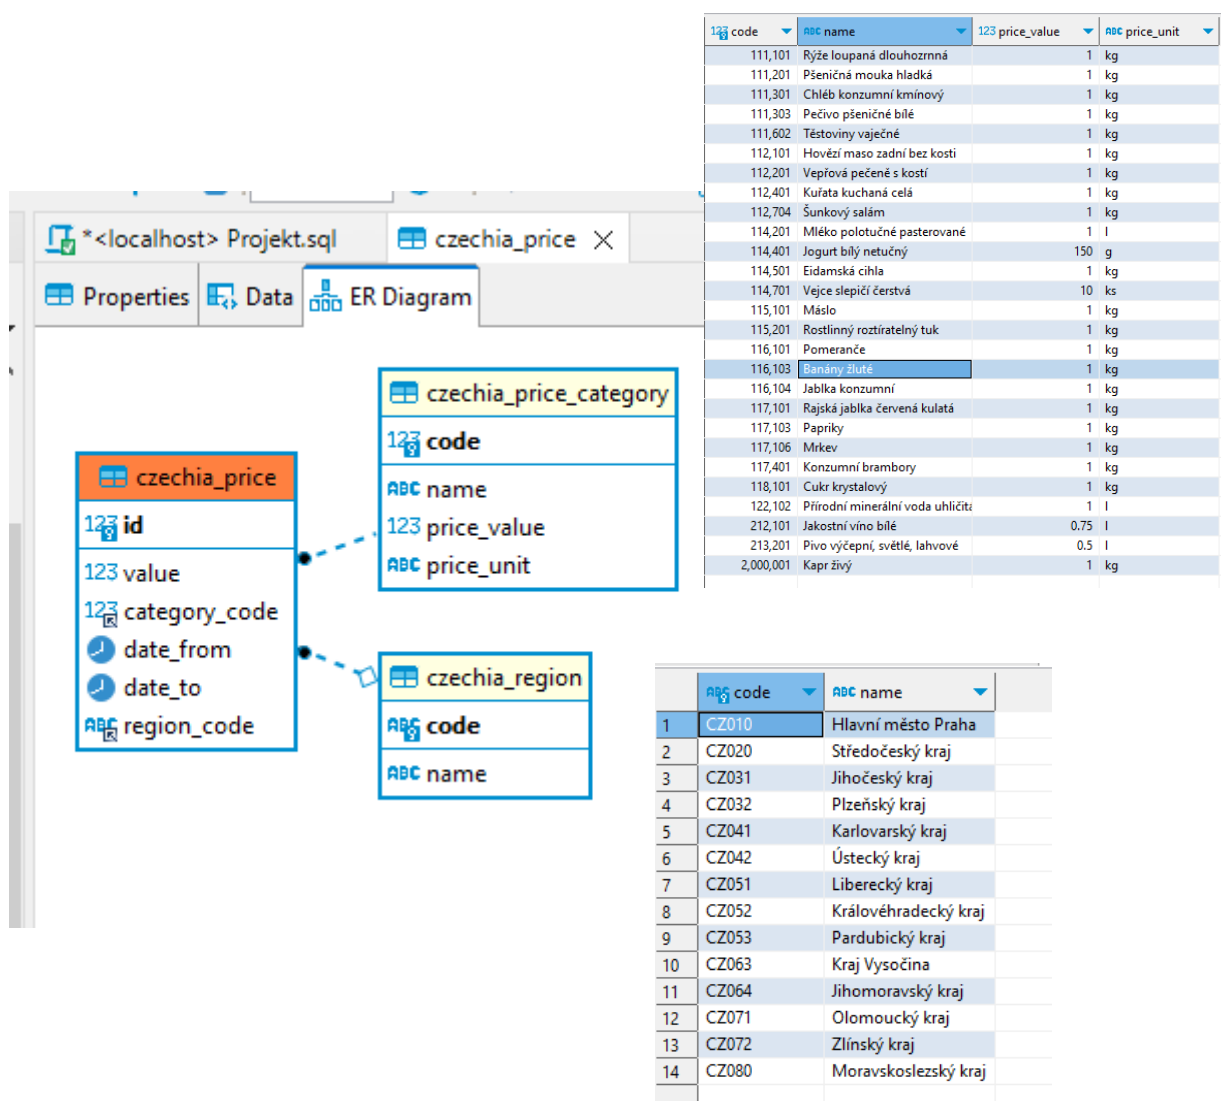 code name price_value price_unit
111,101 Rýže loupaná dlouhozrnná 1 kg
111,201 Pšeničná mouka hladká 1 kg
111,301 Chléb konzumní kmínový 1 kg
111,303 Pečivo pšeničné bílé 1 kg
111,602 Těstoviny vaječné 1 kg
112,101 Hovězí maso zadní bez kosti 1 kg
112,201 Vepřová pečeně s kostí 1 kg
112,401 Kuřata kuchaná celá 1 kg
112,704 Šunkový salám 1 kg
114,201 Mléko polotučné pasterované 1 l
114,401 Jogurt bílý netučný 150 g
114,501 Eidamská cihla 1 kg
114,701 Vejce slepičí čerstvá 10 ks
115,101 Máslo 1 kg
115,201 Rostlinný roztíratelný tuk 1 kg
116,101 Pomeranče 1 kg
116,103 Banány žluté 1 kg
116,104 Jablka konzumní 1 kg
117,101 Rajská jablka červená kulatá 1 kg
117,103 Papriky 1 kg
117,106 Mrkev 1 kg
117,401 Konzumní brambory 1 kg
118,101 Cukr krystalový 1 kg
122,102 Přírodní minerální voda uhličita 1 l
212,101 Jakostní víno bílé 0.75 l
213,201 Pivo výčepní, světlé, lahvové 0.5 l
2,000,001 Kapr živý 1 kg
*<localhost> Projekt.sql czechia_price
Properties Data ER Diagram
czechia_price_category
123 code
ABC name
123 price_value
ABC price_unit
czechia_price
123 id
123 value
123 category_code
date_from
date_to
ABC region_code
czechia_region
ABC code
ABC name
ABC code ABC name
1 CZ010 Hlavní město Praha
2 CZ020 Středočeský kraj
3 CZ031 Jihočeský kraj
4 CZ032 Plzeňský kraj
5 CZ041 Karlovarský kraj
6 CZ042 Ústecký kraj
7 CZ051 Liberecký kraj
8 CZ052 Královéhradecký kraj
9 CZ053 Pardubický kraj
10 CZ063 Kraj Vysočina
11 CZ064 Jihomoravský kraj
12 CZ071 Olomoucký kraj
13 CZ072 Zlínský kraj
14 CZ080 Moravskoslezský kraj